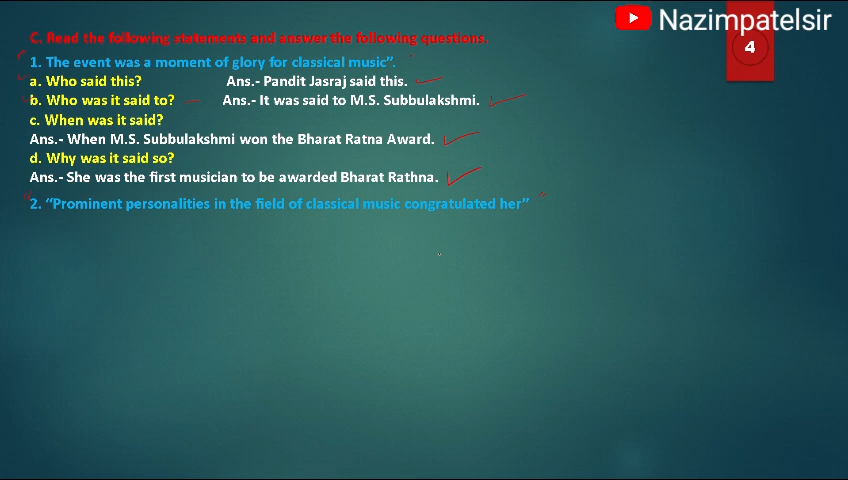 Nazimpatelsir
4
C. Read the following statements and answer the following questions.
1. The event was a moment of glory for classical music”.
a. Who said this? Ans.- Pandit Jasraj said this.
b. Who was it said to? Ans.- It was said to M.S. Subbulakshmi.
c. When was it said?
Ans.- When M.S. Subbulakshmi won the Bharat Ratna Award.
d. Why was it said so?
Ans.- She was the first musician to be awarded Bharat Rathna.
2. “Prominent personalities in the field of classical music congratulated her”